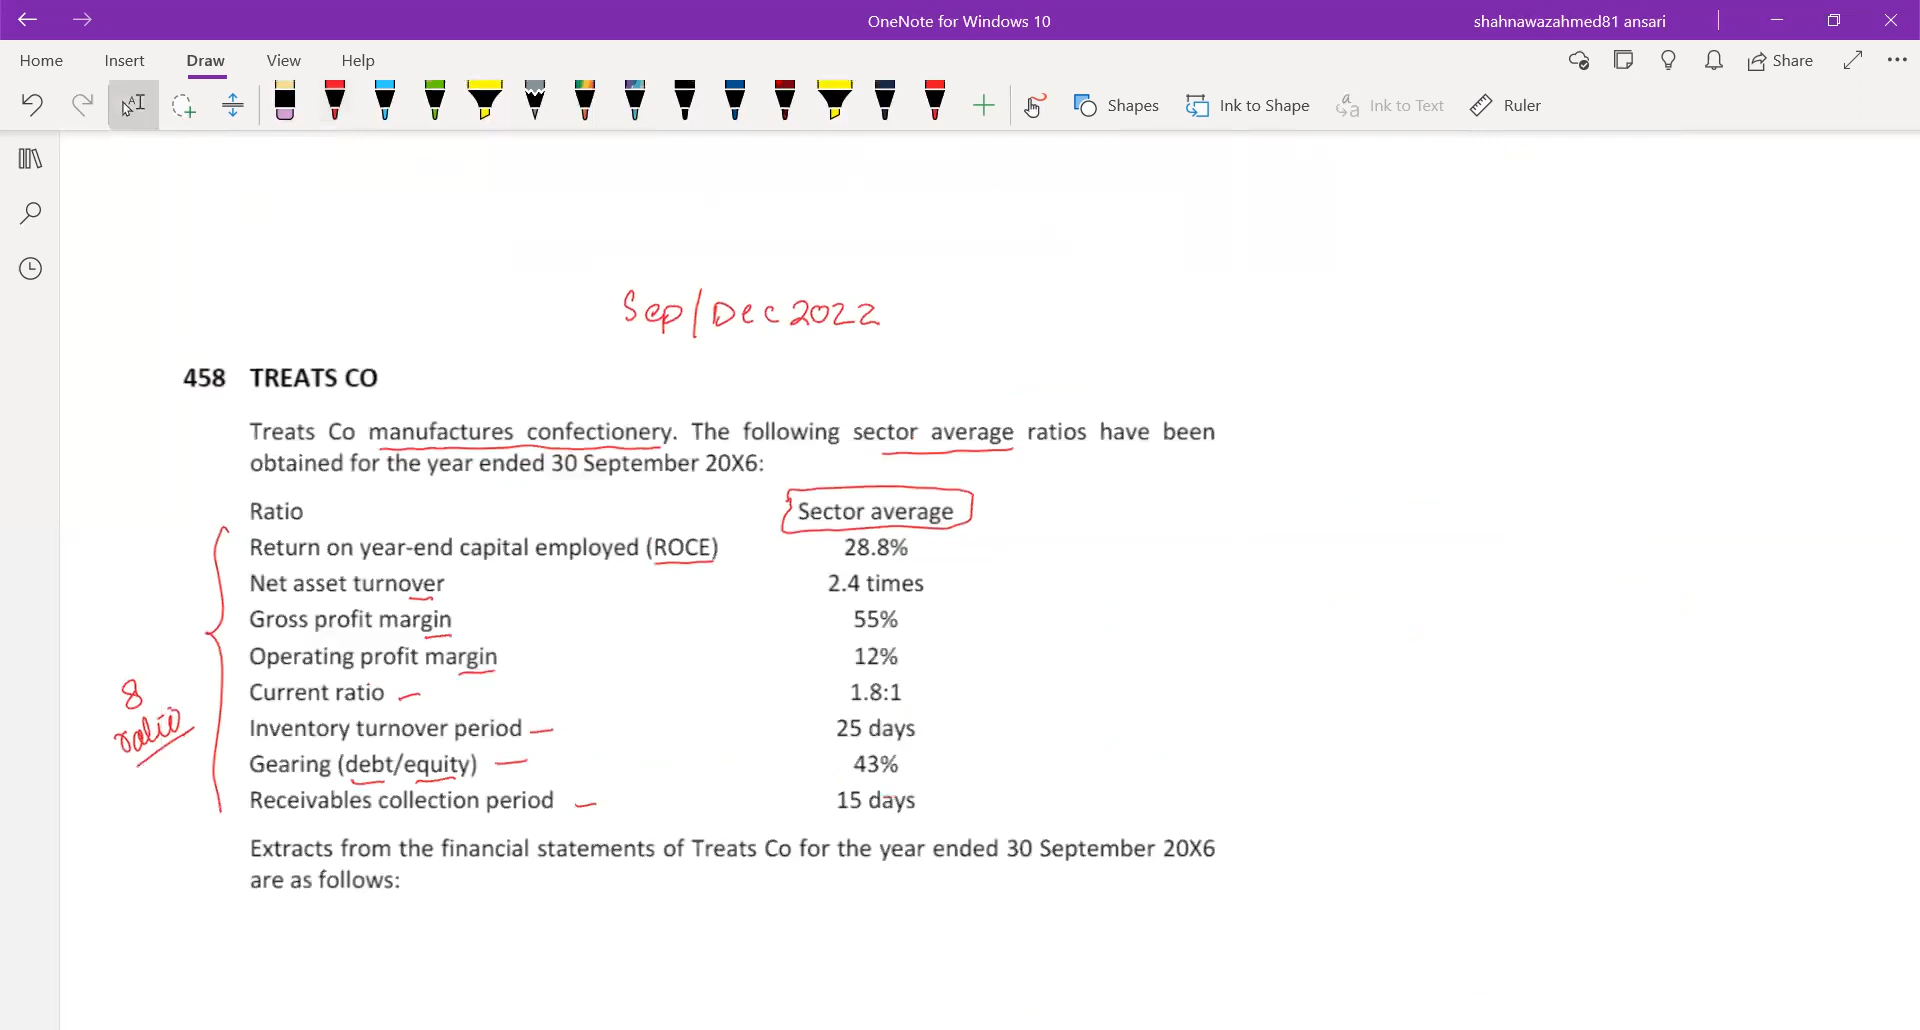 OneNote for Windows 10
shahnawazahmed81 ansari
Home Insert Draw View Help
Share
Shapes Ink to Shape Ink to Text Ruler
Sep/Dec 2022
458 TREATS CO
Treats Co manufactures confectionery. The following sector average ratios have been
obtained for the year ended 30 September 20X6:
Ratio Sector average
Return on year-end capital employed (ROCE) 28.8%
Net asset turnover 2.4 times
Gross profit margin 55%
Operating profit margin 12%
Current ratio 1.8:1
Inventory turnover period 25 days
Gearing (debt/equity) 43%
Receivables collection period 15 days
8
ratio
Extracts from the financial statements of Treats Co for the year ended 30 September 20X6
are as follows: